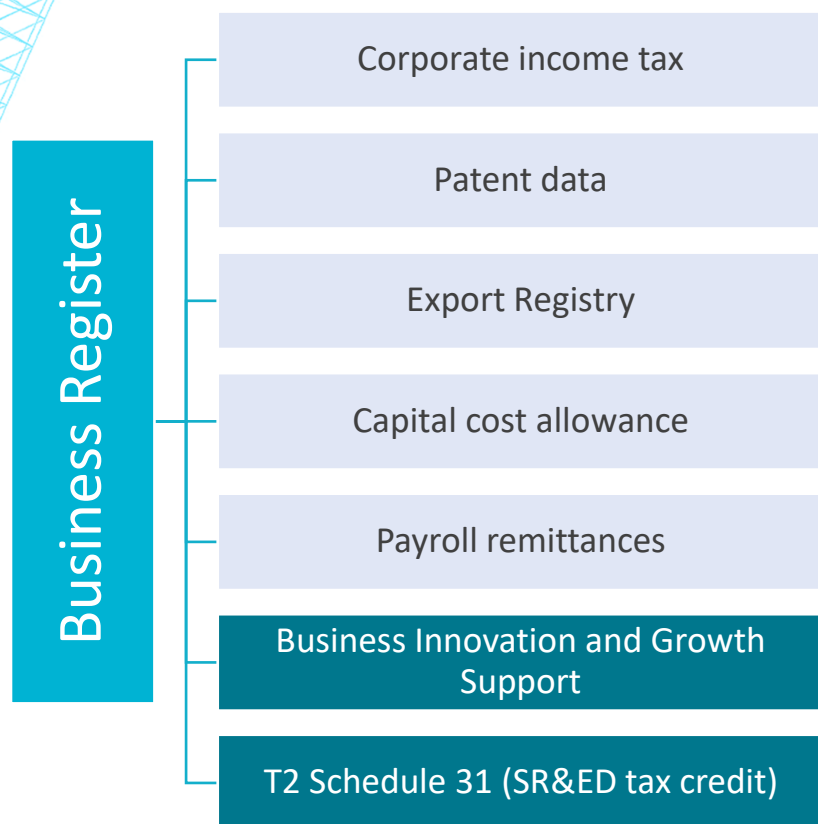 Business Register
Corporate income tax
Patent data
Export Registry
Capital cost allowance
Payroll remittances
Business Innovation and Growth
Support
T2 Schedule 31 (SR&ED tax credit)